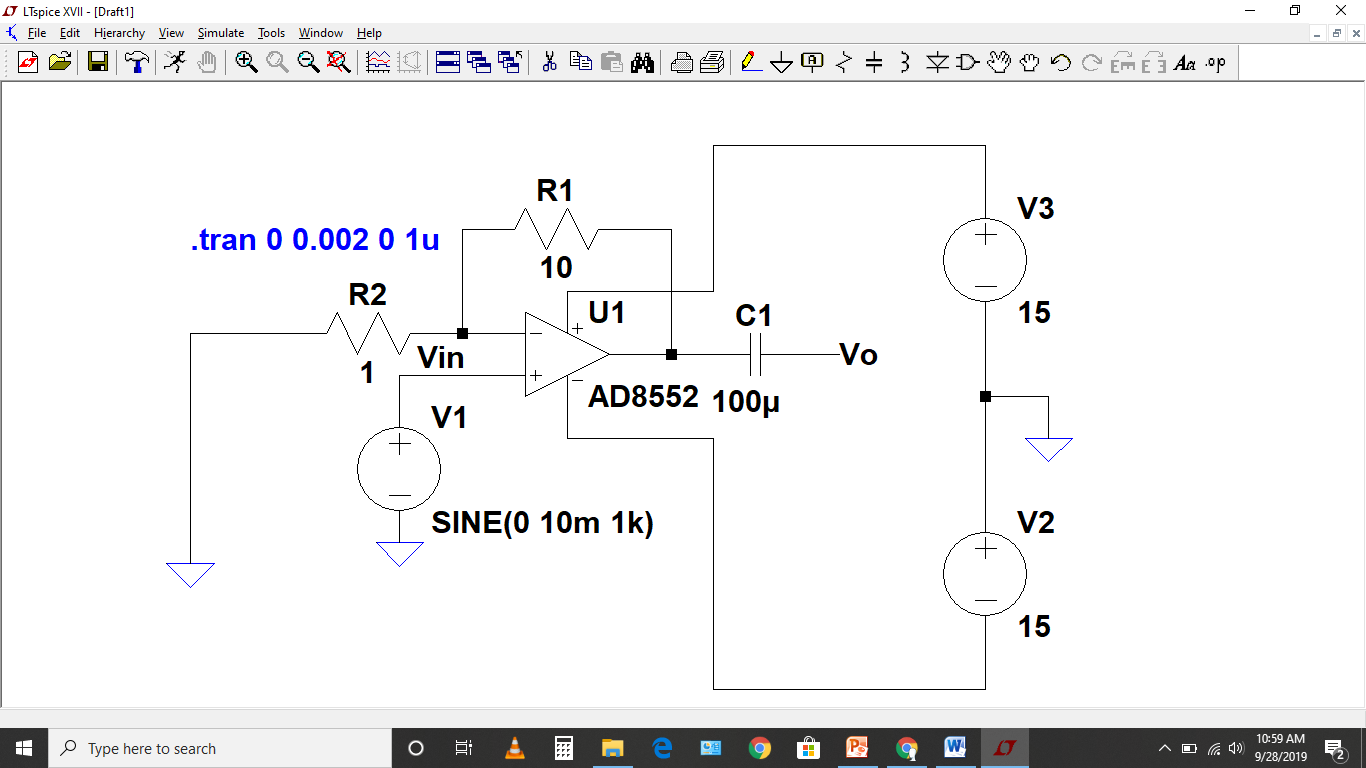 LTspice XVII - [Draft1]
File Edit Hierarchy View Simulate Tools Window Help
Aa .op
R1
V3
.tran 0 0.002 0 1u
10
R2
U1
C1
15
1
Vin
Vo
AD8552
100µ
V1
SINE(0 10m 1k)
V2
15
Type here to search
10:59 AM
9/28/2019
2